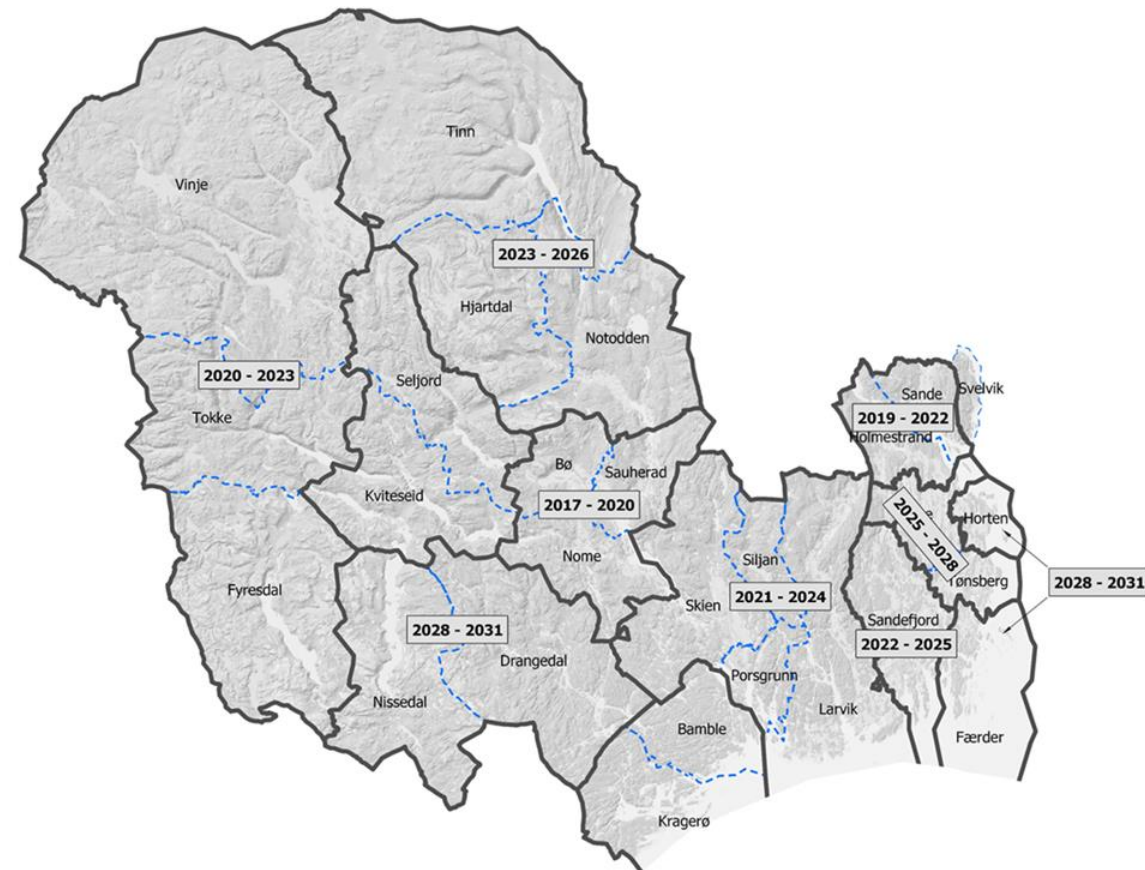 Tinn
Vinje
2023 - 2026
Hjartdal
Notodden
2020 - 2023
Seljord
Tokke
Sande
Svelvik
2019 - 2022
Holmestrand
Bø
Sauherad
Kviteseid
2017 - 2020
Nome
2025 - 2028
Horten
Tønsberg
2028 - 2031
Fyresdal
Siljan
Skien
2021 - 2024
Sandefjord
2022 - 2025
2028 - 2031
Drangedal
Nissedal
Porsgrunn
Larvik
Bamble
Færder
Kragerø